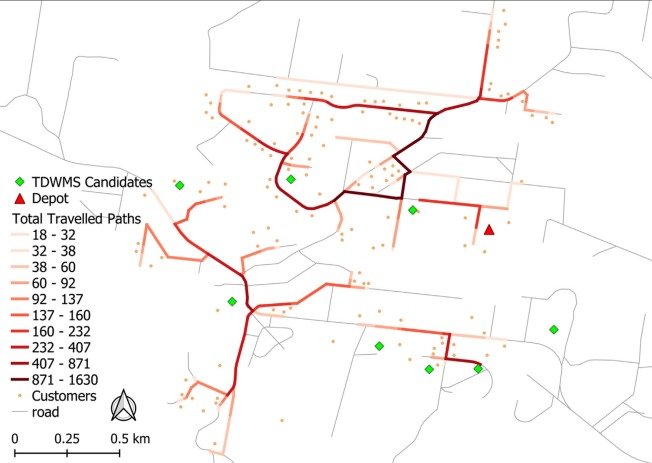 TDWMS Candidates
Depot
Total Travelled Paths
18 - 32
32 - 38
38 - 60
60 - 92
92 - 137
137 - 160
160 - 232
232 - 407
407 - 871
871 - 1630
Customers
road
0 0.25 0.5 km